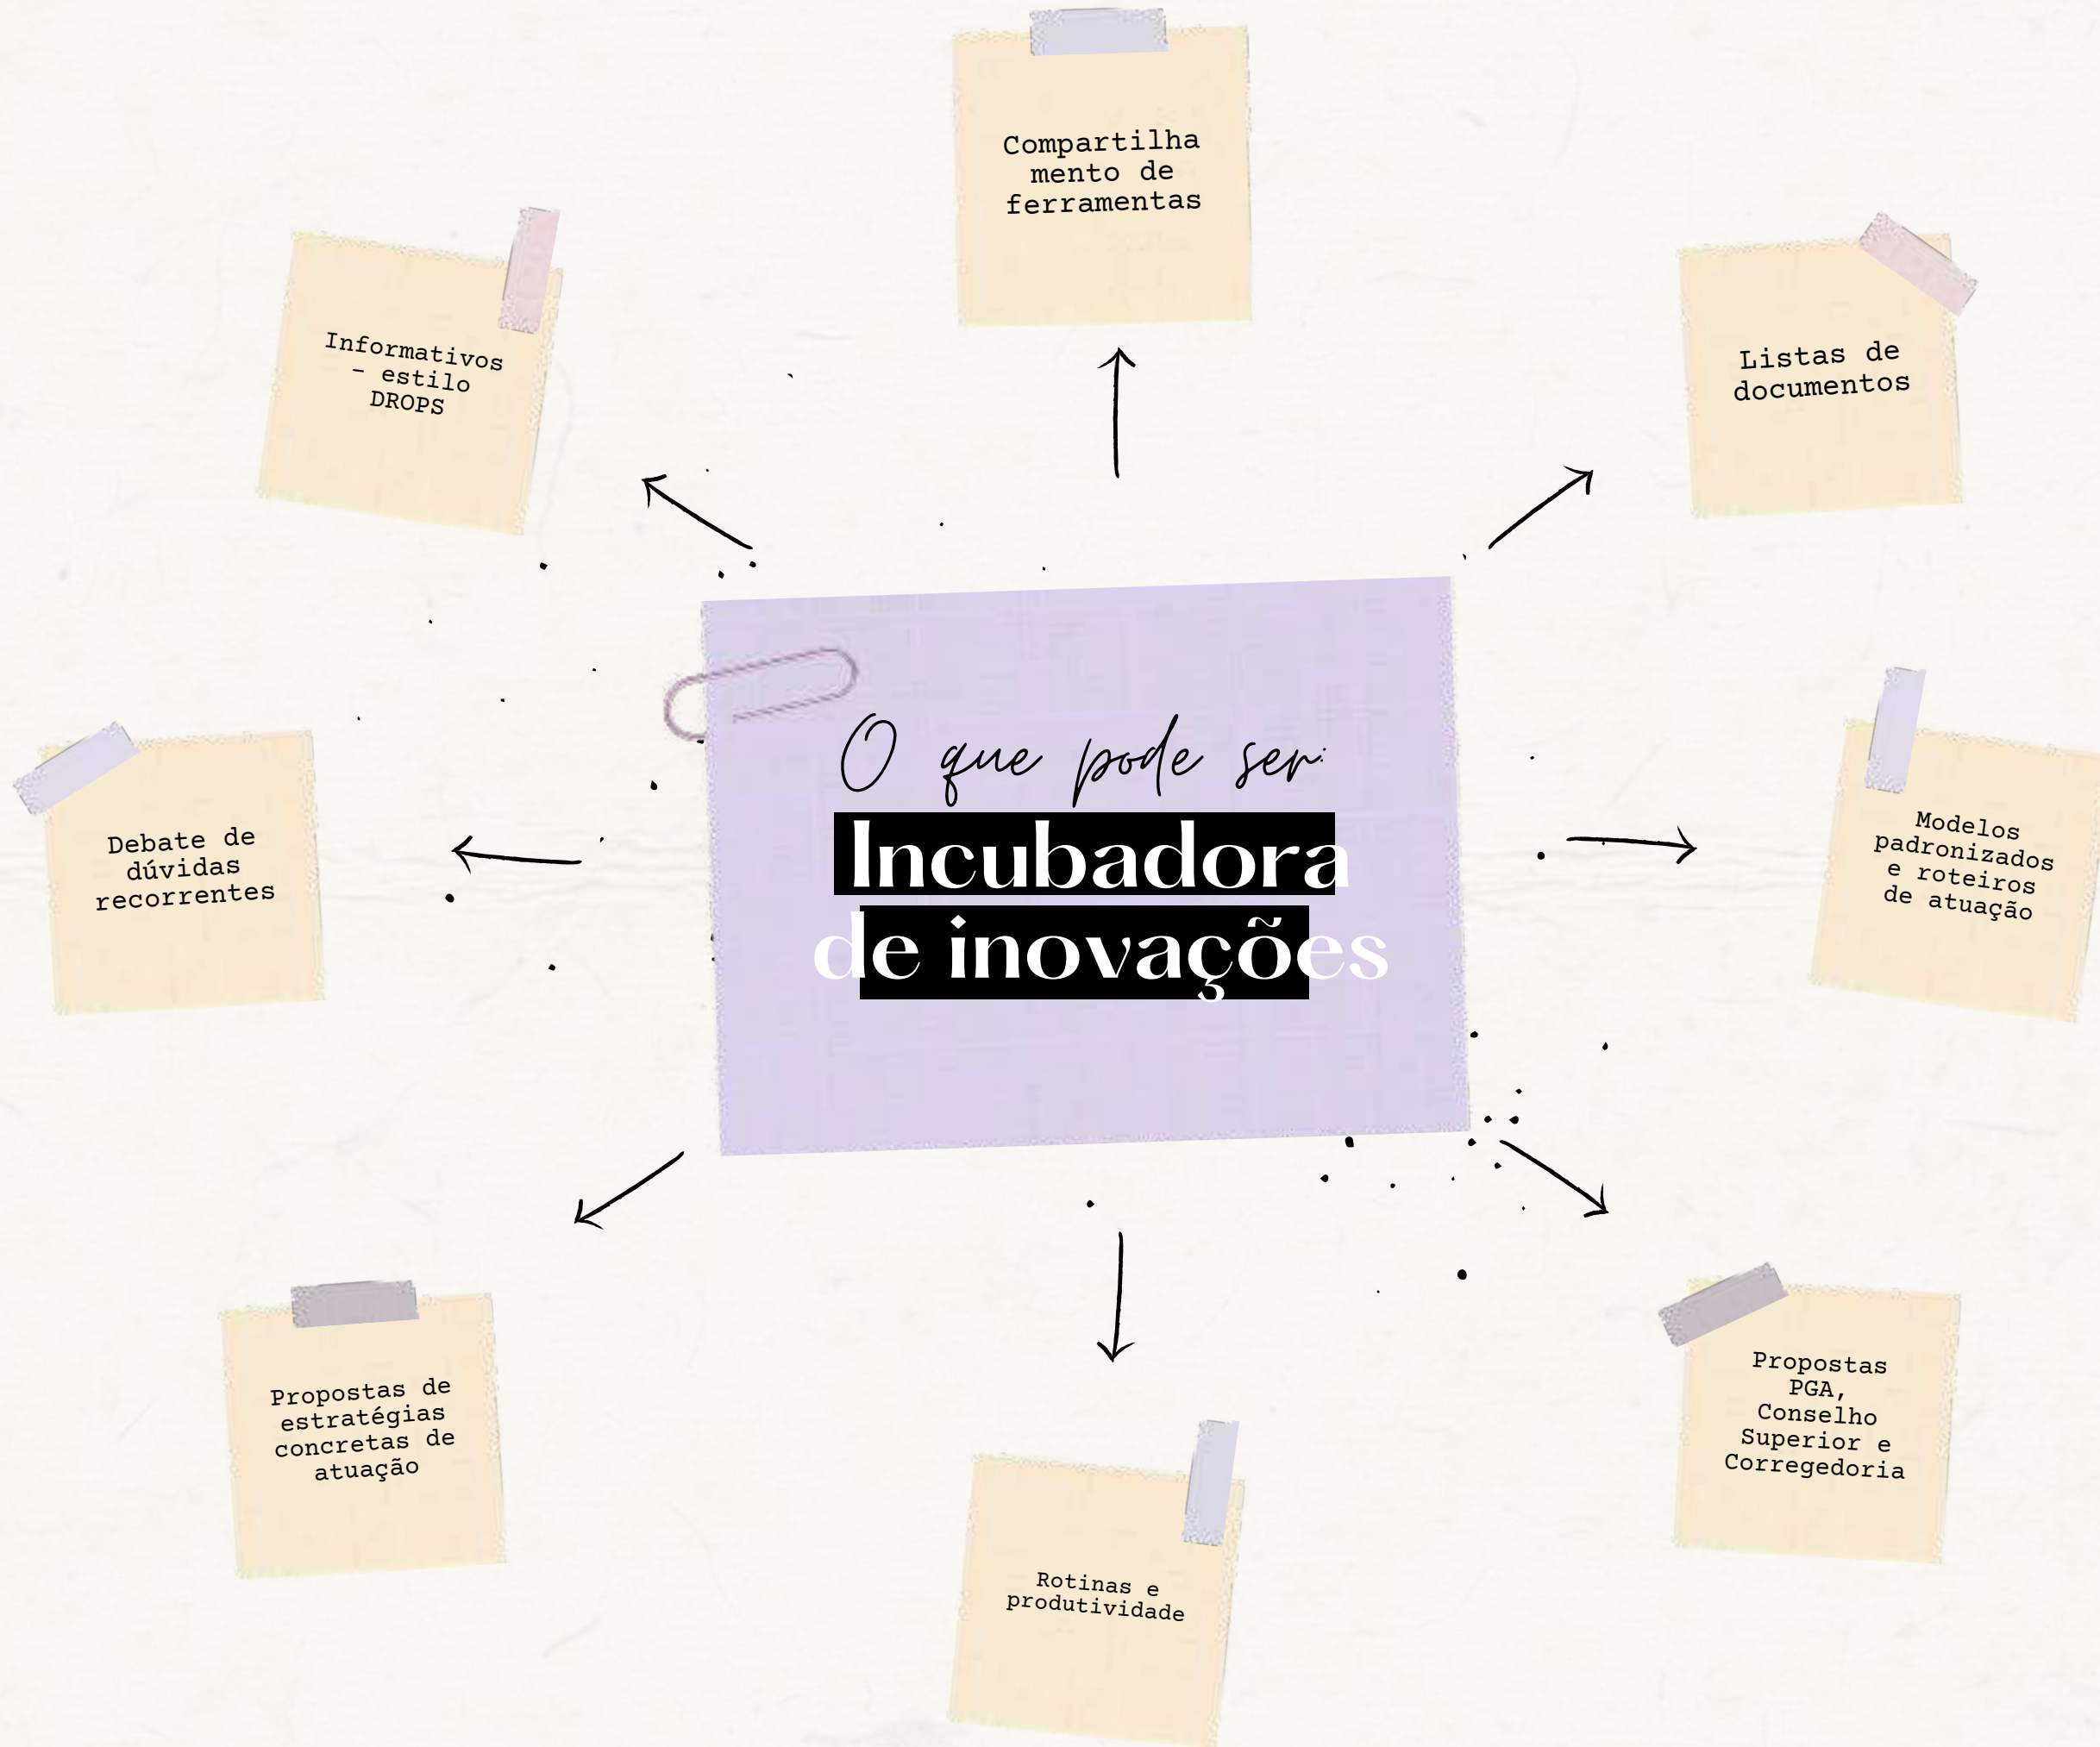 Compartilha
mento de
ferramentas
Informativos
- estilo
DROPS
Listas de
documentos
O que pode ser:
Incubadora
de inovações
Debate de
dúvidas
recorrentes
Modelos
padronizados
e roteiros
de atuação
Propostas de
estratégias
concretas de
atuação
Propostas
PGA,
Conselho
Superior e
Corregedoria
Rotinas e
produtividade